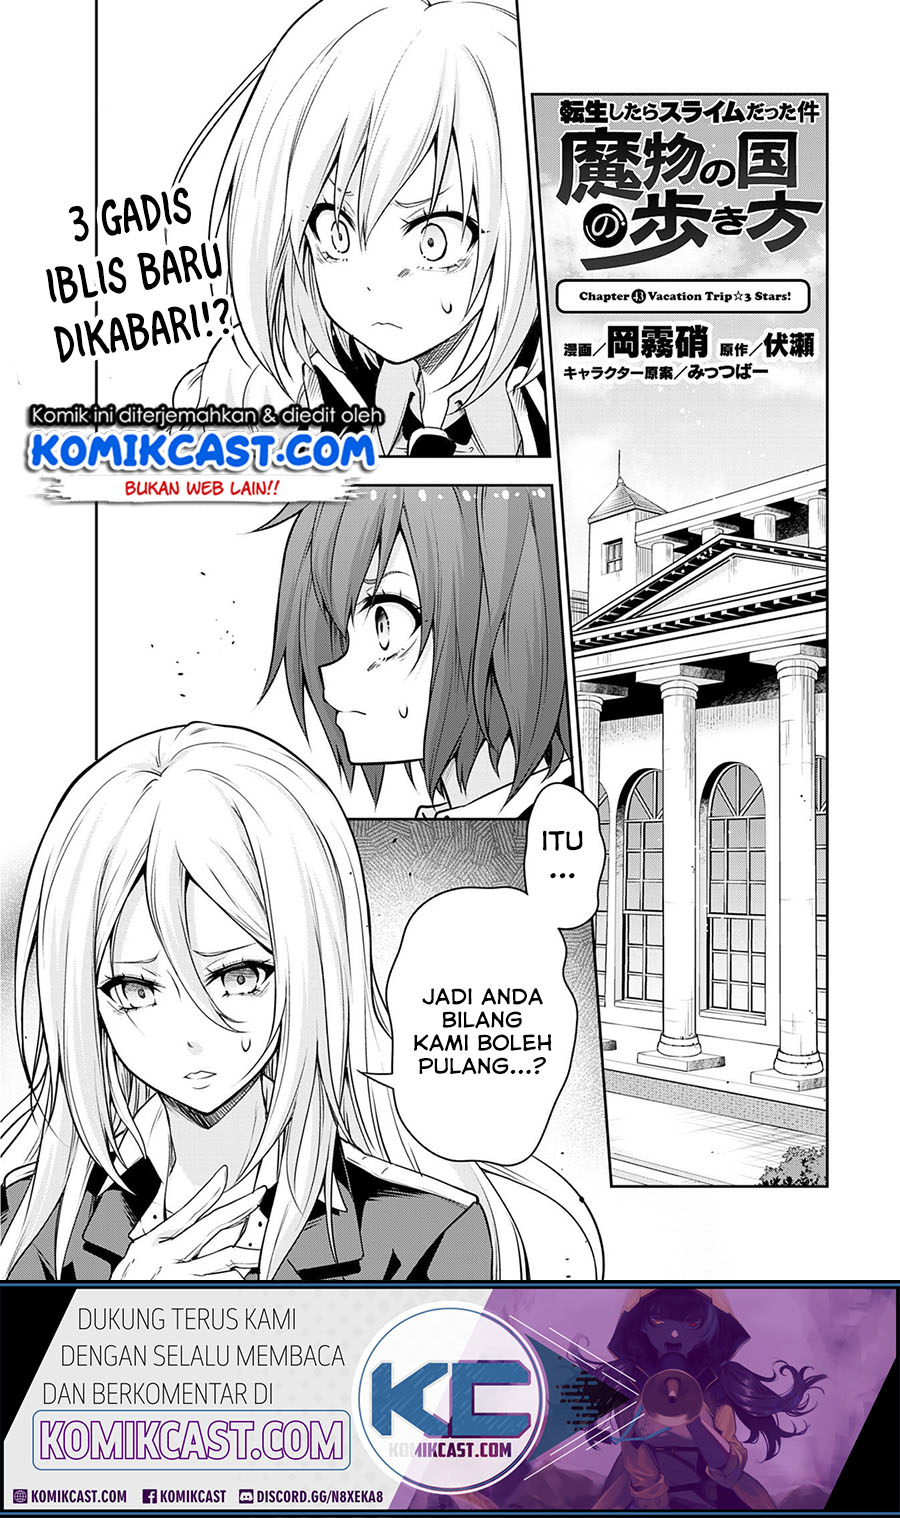 転生したらスライムだった件
魔物の国
の歩き方
Chapter 43 Vacation Trip☆3 Stars!
漫画／岡霧硝 原作／伏瀬
キャラクター原案／みっつばー
3 GADIS
IBLIS BARU
DIKABARI!?
Komik ini diterjemahkan & diedit oleh
KOMIKCAST.COM
BUKAN WEB LAIN!!
ITU
...
JADI ANDA
BILANG
KAMI BOLEH
PULANG...?
DUKUNG TERUS KAMI
DENGAN SELALU MEMBACA
DAN BERKOMENTAR DI
KOMIKCAST.COM
KC
KOMIKCAST.COM
KOMIKCAST.COM KOMIKCAST DISCORD.GG/N8XEKA8